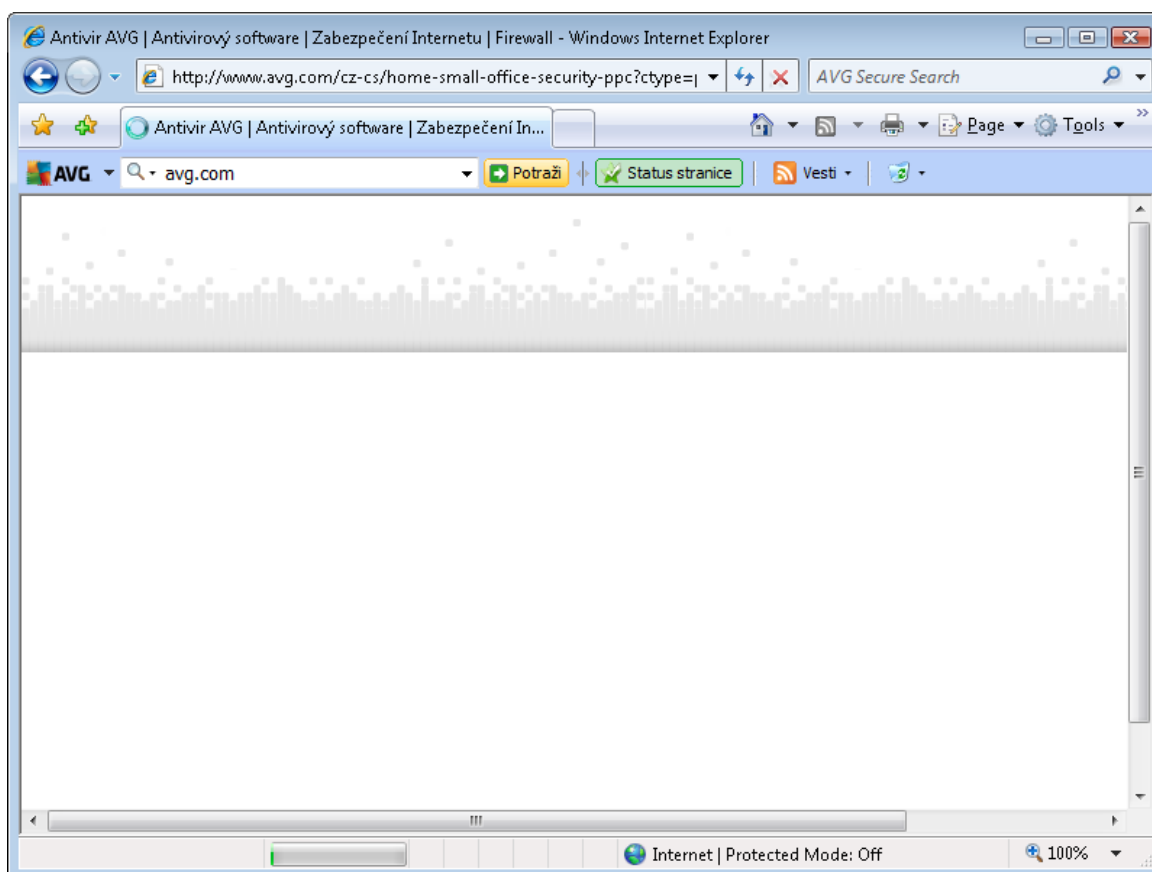 Antivir AVG | Antivirový software | Zabezpečení Internetu | Firewall - Windows Internet Explorer
http://www.avg.com/cz-cs/home-small-office-security-ppc?ctype=
AVG Secure Search
Antivir AVG | Antivirový software | Zabezpečení In...
Page Tools
AVG avg.com Potraži Status stranice Vesti
Internet | Protected Mode: Off 100%